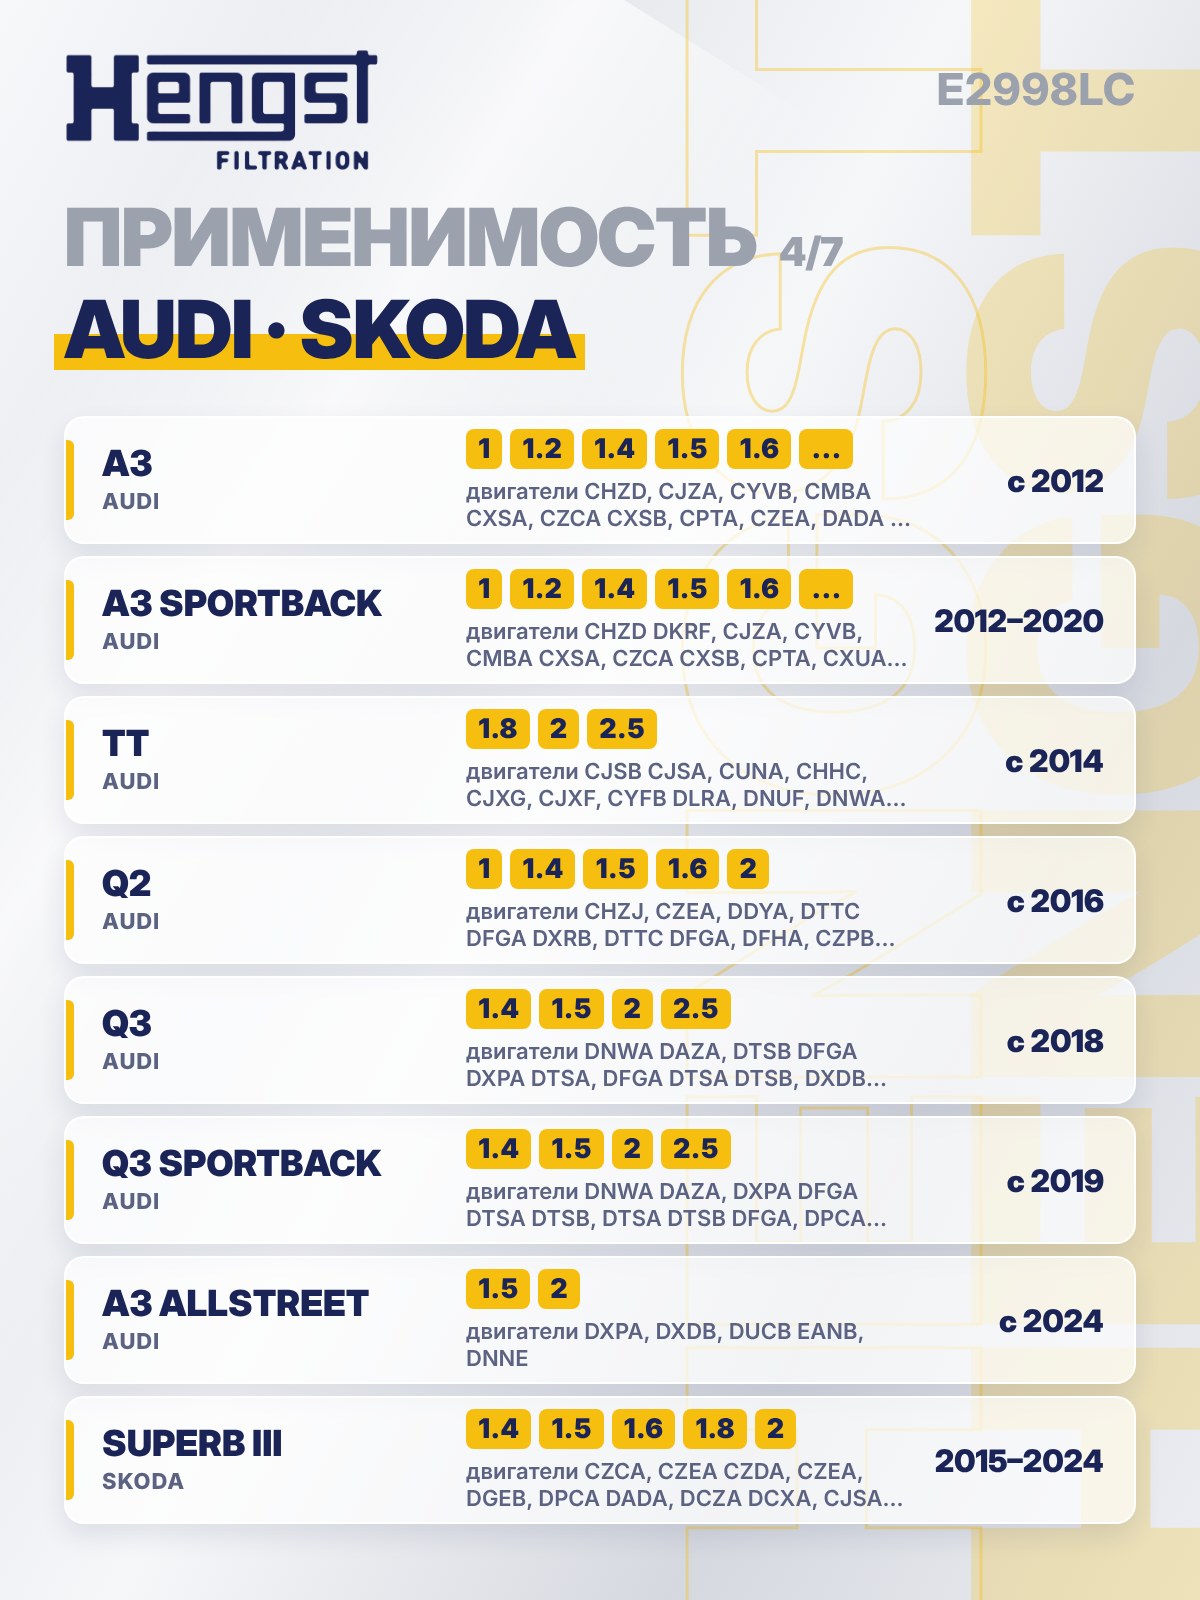 Hengst
FILTRATION
E2998LC
ПРИМЕНИМОСТЬ 4/7
AUDI · SKODA
A3
AUDI
1 1.2 1.4 1.5 1.6 ...
двигатели CHZD, CJZA, CYVB, CMBA
CXSA, CZCA CXSB, CPTA, CZEA, DADA ...
с 2012
A3 SPORTBACK
AUDI
1 1.2 1.4 1.5 1.6 ...
двигатели CHZD DKRF, CJZA, CYVB,
CMBA CXSA, CZCA CXSB, CPTA, CXUA...
2012–2020
TT
AUDI
1.8 2 2.5
двигатели CJSB CJSA, CUNA, CHHC,
CJXG, CJXF, CYFB DLRA, DNUF, DNWA...
с 2014
Q2
AUDI
1 1.4 1.5 1.6 2
двигатели CHZJ, CZEA, DDYA, DTTC
DFGA DXRB, DTTC DFGA, DFHA, CZPB...
с 2016
Q3
AUDI
1.4 1.5 2 2.5
двигатели DNWA DAZA, DTSB DFGA
DXPA DTSA, DFGA DTSA DTSB, DXDB...
с 2018
Q3 SPORTBACK
AUDI
1.4 1.5 2 2.5
двигатели DNWA DAZA, DXPA DFGA
DTSA DTSB, DTSA DTSB DFGA, DPCA...
с 2019
A3 ALLSTREET
AUDI
1.5 2
двигатели DXPA, DXDB, DUCB EANB,
DNNE
с 2024
SUPERB III
SKODA
1.4 1.5 1.6 1.8 2
двигатели CZCA, CZEA CZDA, CZEA,
DGEB, DPCA DADA, DCZA DCXA, CJSA...
2015–2024
HENGST
HENGST